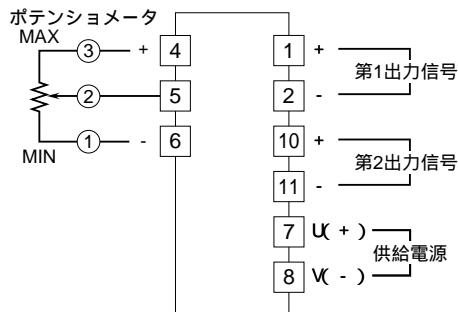 ポテンショメータ
MAX
③ + 4
② 5
① - 6
MIN
1 +
2 -
第1出力信号
10 +
11 -
第2出力信号
7 U( + )
8 V( - )
供給電源